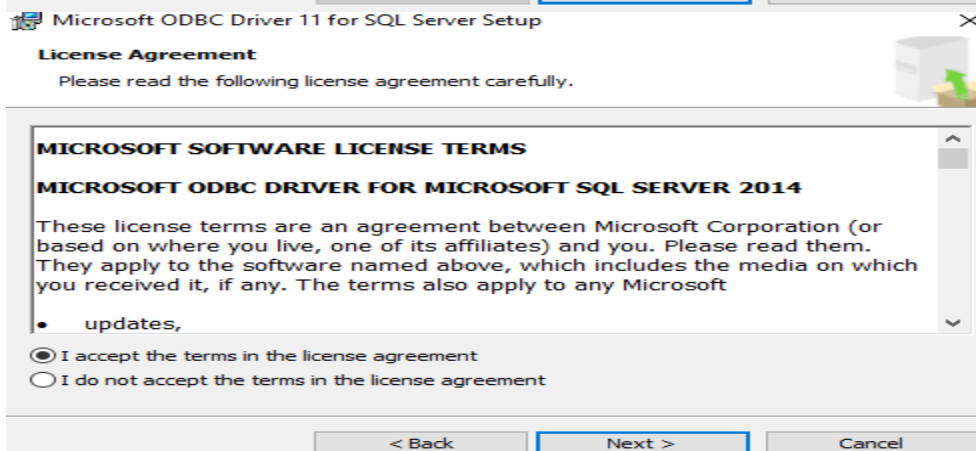 Microsoft ODBC Driver 11 for SQL Server Setup
License Agreement
Please read the following license agreement carefully.
MICROSOFT SOFTWARE LICENSE TERMS
MICROSOFT ODBC DRIVER FOR MICROSOFT SQL SERVER 2014
These license terms are an agreement between Microsoft Corporation (or
based on where you live, one of its affiliates) and you. Please read them.
They apply to the software named above, which includes the media on which
you received it, if any. The terms also apply to any Microsoft
• updates,
I accept the terms in the license agreement
I do not accept the terms in the license agreement
< Back
Next >
Cancel